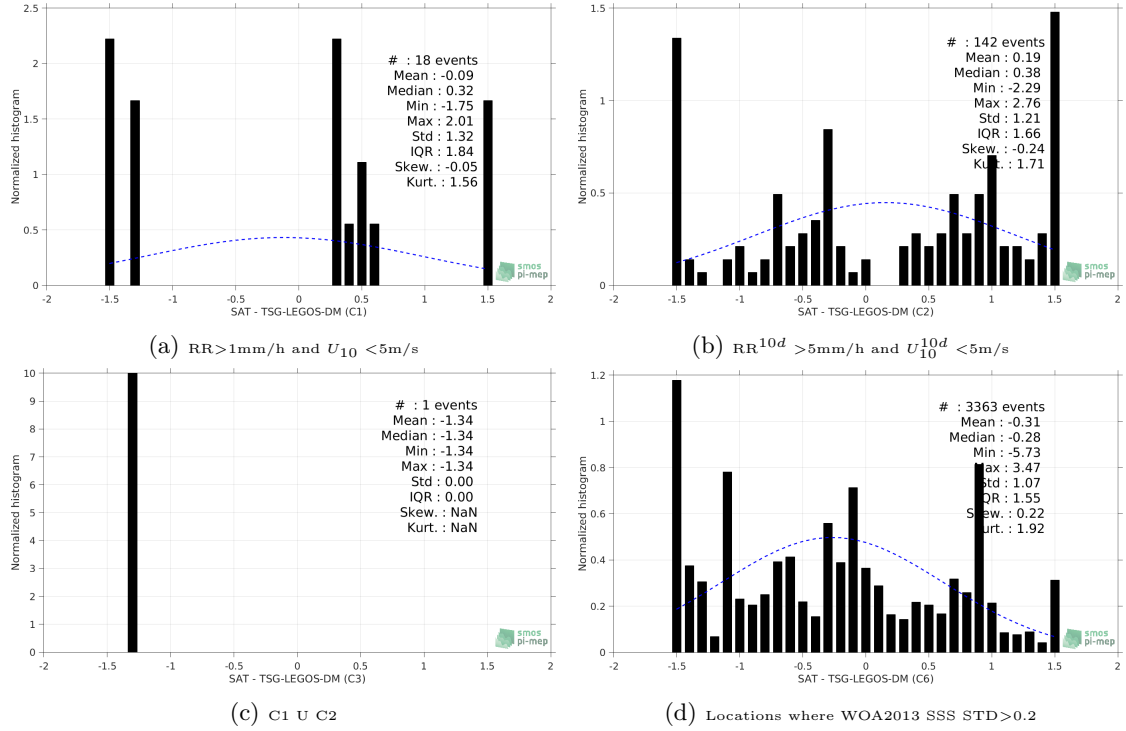 2.5
2
1.5
1
0.5
0
Normalized histogram
# : 18 events
Mean : -0.09
Median : 0.32
Min : -1.75
Max : 2.01
Std : 1.32
IQR : 1.84
Skew. : -0.05
Kurt. : 1.56
smos
pi-mep
-2 -1.5 -1 -0.5 0 0.5 1 1.5 2
SAT - TSG-LEGOS-DM (C1)
(a) RR>1mm/h and U10 <5m/s
1.5
1
0.5
0
Normalized histogram
# : 142 events
Mean : 0.19
Median : 0.38
Min : -2.29
Max : 2.76
Std : 1.21
IQR : 1.66
Skew. : -0.24
Kurt. : 1.71
smos
pi-mep
-2 -1.5 -1 -0.5 0 0.5 1 1.5 2
SAT - TSG-LEGOS-DM (C2)
(b) RR10d >5mm/h and U10d10 <5m/s
10
9
8
7
6
5
4
3
2
1
0
Normalized histogram
# : 1 events
Mean : -1.34
Median : -1.34
Min : -1.34
Max : -1.34
Std : 0.00
IQR : 0.00
Skew. : NaN
Kurt. : NaN
smos
pi-mep
-2 -1.5 -1 -0.5 0 0.5 1 1.5 2
SAT - TSG-LEGOS-DM (C3)
(c) C1 U C2
1.2
1
0.8
0.6
0.4
0.2
0
Normalized histogram
# : 3363 events
Mean : -0.31
Median : -0.28
Min : -5.73
Max : 3.47
Std : 1.07
IQR : 1.55
Skew. : 0.22
Kurt. : 1.92
smos
pi-mep
-2 -1.5 -1 -0.5 0 0.5 1 1.5 2
SAT - TSG-LEGOS-DM (C6)
(d) Locations where WOA2013 SSS STD>0.2